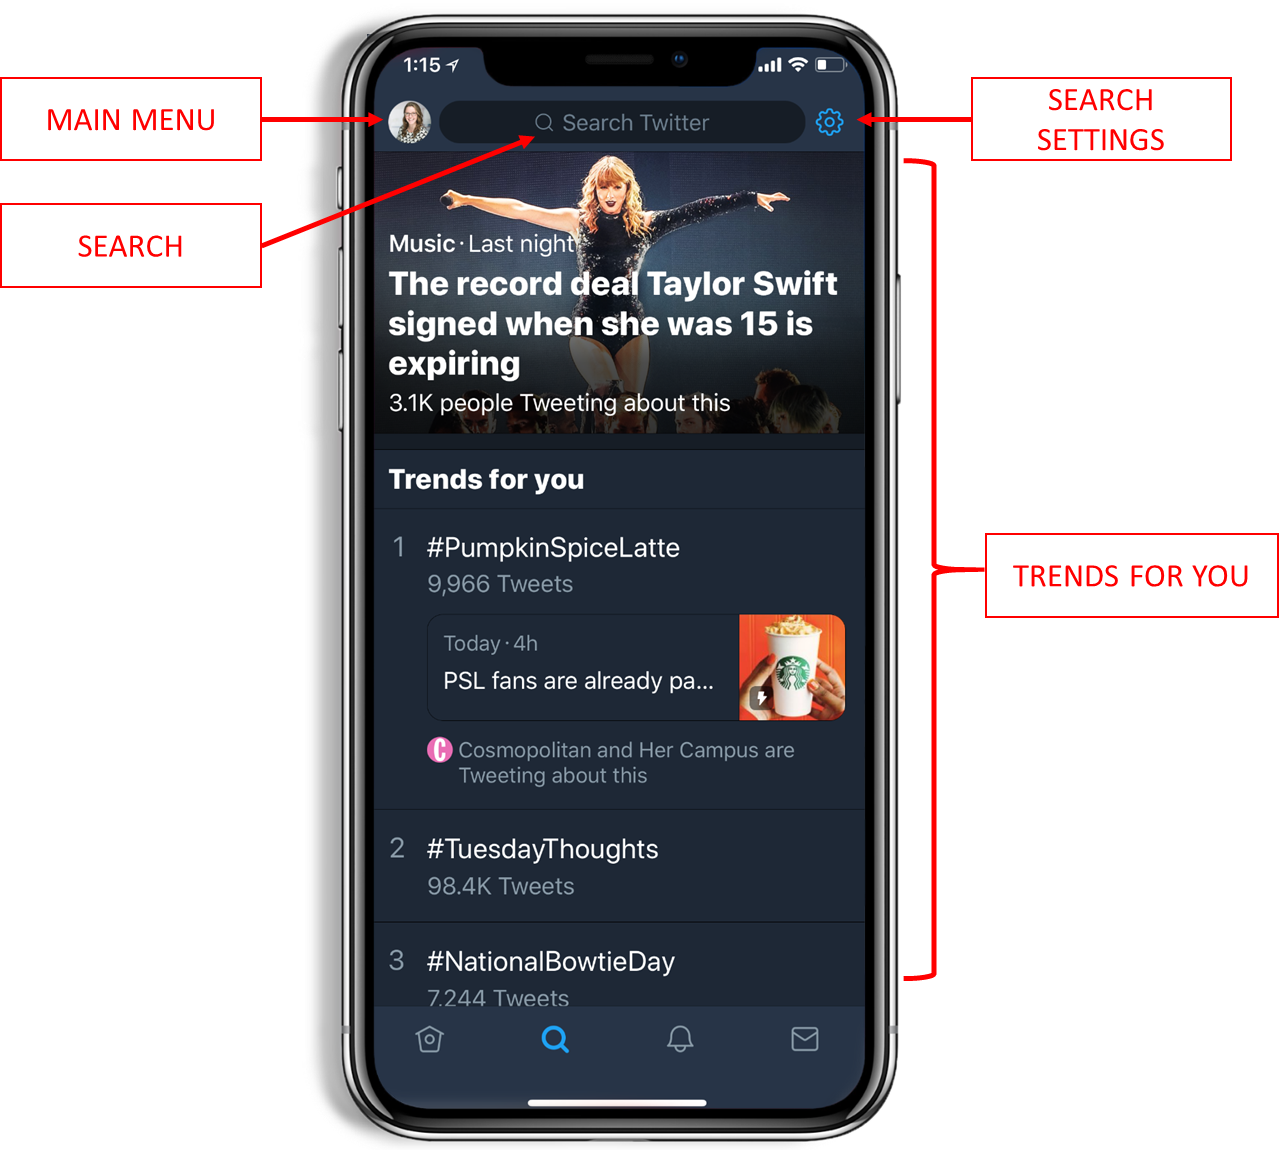 1:15
MAIN MENU
Search Twitter
SEARCH
SETTINGS
SEARCH
Music · Last night
The record deal Taylor Swift
signed when she was 15 is
expiring
3.1K people Tweeting about this
Trends for you
1 #PumpkinSpiceLatte
9,966 Tweets
TRENDS FOR YOU
Today · 4h
PSL fans are already pa...
C Cosmopolitan and Her Campus are
Tweeting about this
2 #TuesdayThoughts
98.4K Tweets
3 #NationalBowtieDay
7,244 Tweets